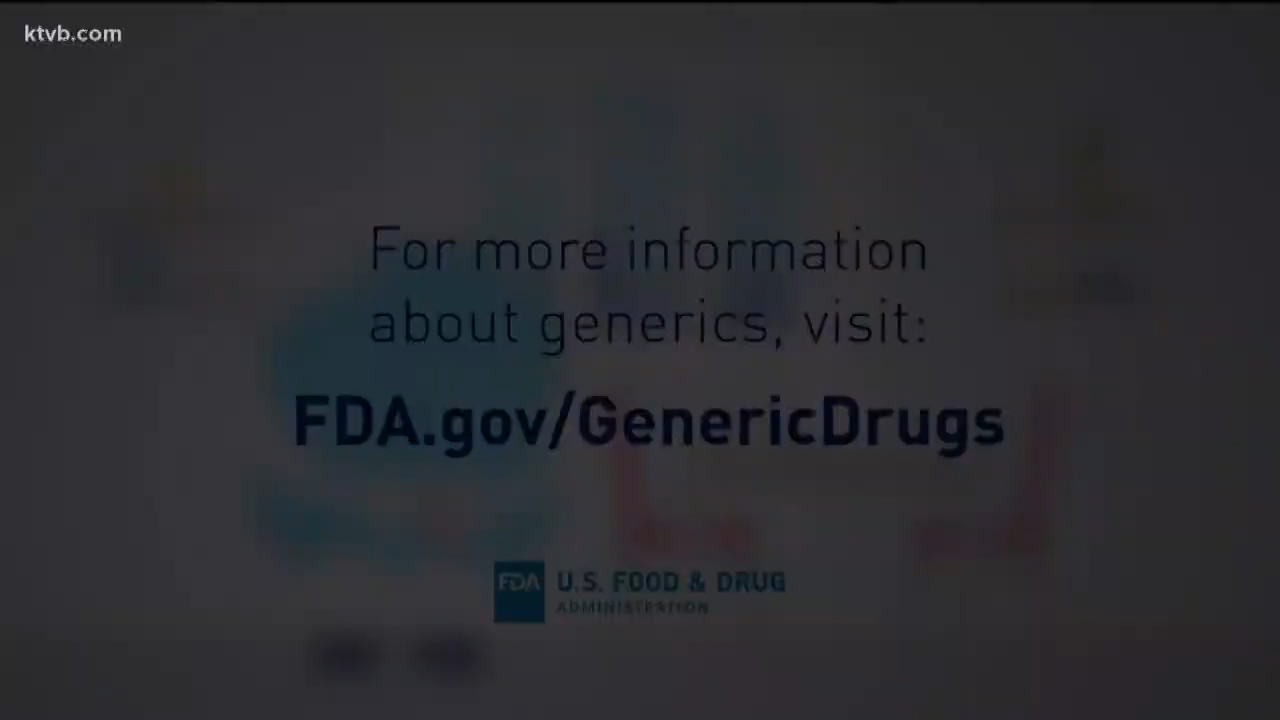 ktvb.com
For more information
about generics, visit:
FDA.gov/GenericDrugs
FDA U.S. FOOD & DRUG
ADMINISTRATION